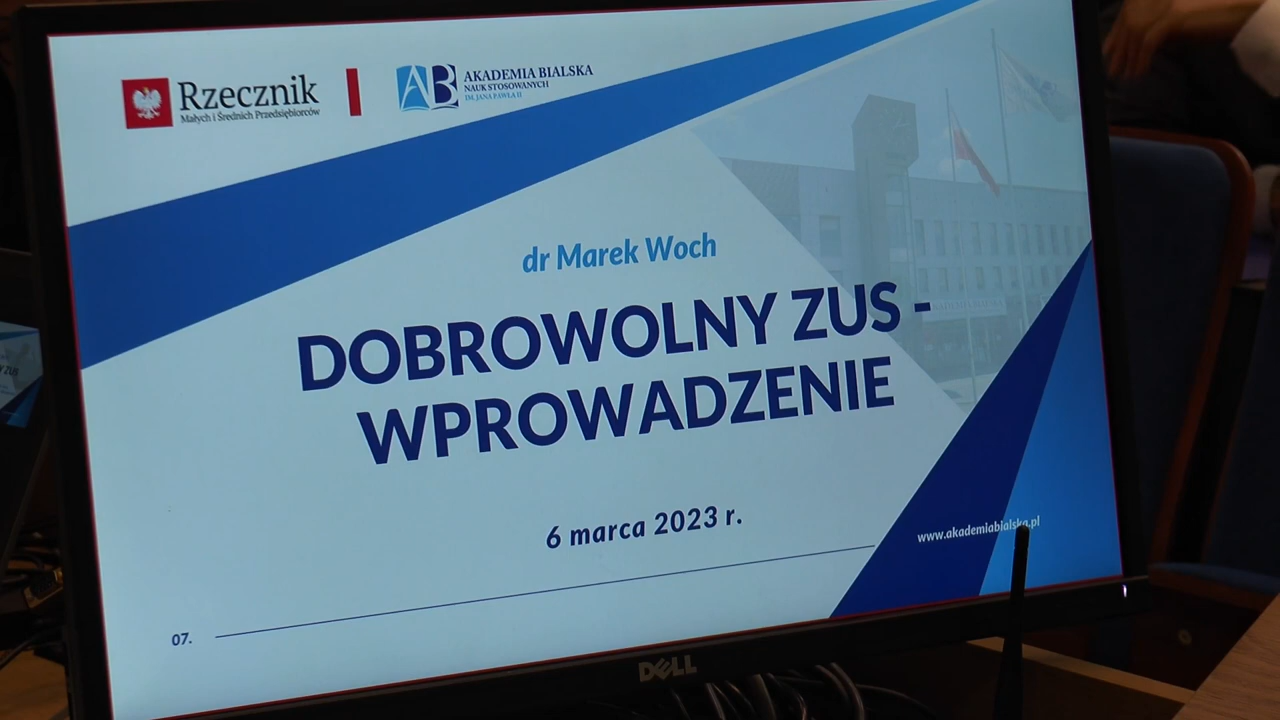 Rzecznik
Małych i Średnich Przedsiębiorców
AB
AKADEMIA BIALSKA
NAUK STOSOWANYCH
IM. JANA PAWŁA II
dr Marek Woch
DOBROWOLNY ZUS -
WPROWADZENIE
6 marca 2023 r.
www.akademiabialska.pl
07.
DELL